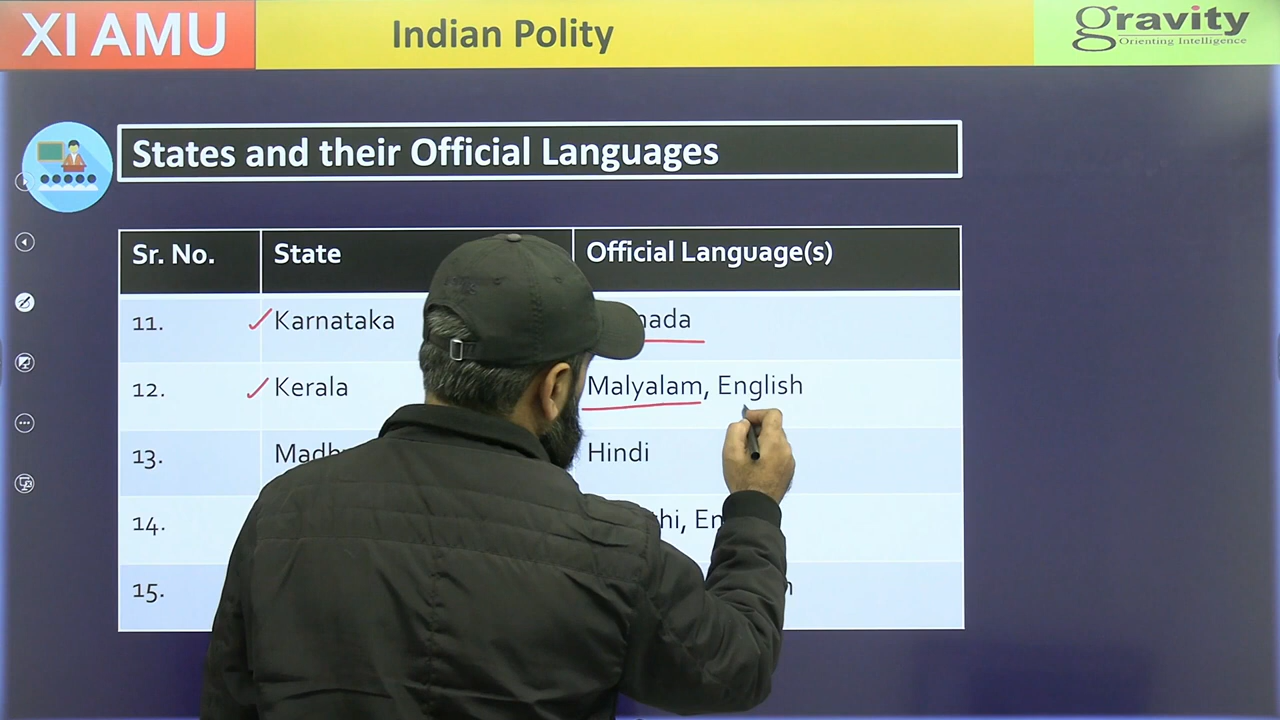 XI AMU
Indian Polity
gravity
Orienting Intelligence
States and their Official Languages
Sr. No. State Official Language(s)
11. Karnataka
12. Kerala Malyalam, English
13. Hindi
14.
15.